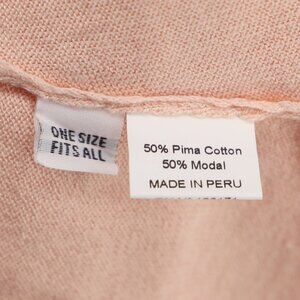 ONE SIZE
FITS ALL
50% Pima Cotton
50% Modal
MADE IN PERU